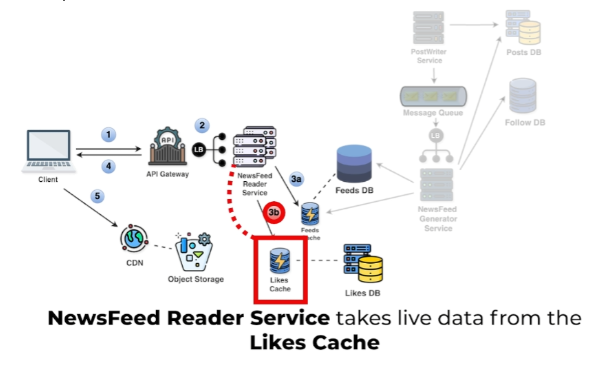 PostWriter
Service
Posts DB
Message Queue
Follow DB
LB
1
2
API
LB
4
Client
API Gateway
NewsFeed
Reader
Service
3a
Feeds DB
NewsFeed
Generator
Service
5
3b
Feeds
Cache
CDN
Object Storage
Likes
Cache
Likes DB
NewsFeed Reader Service takes live data from the
Likes Cache